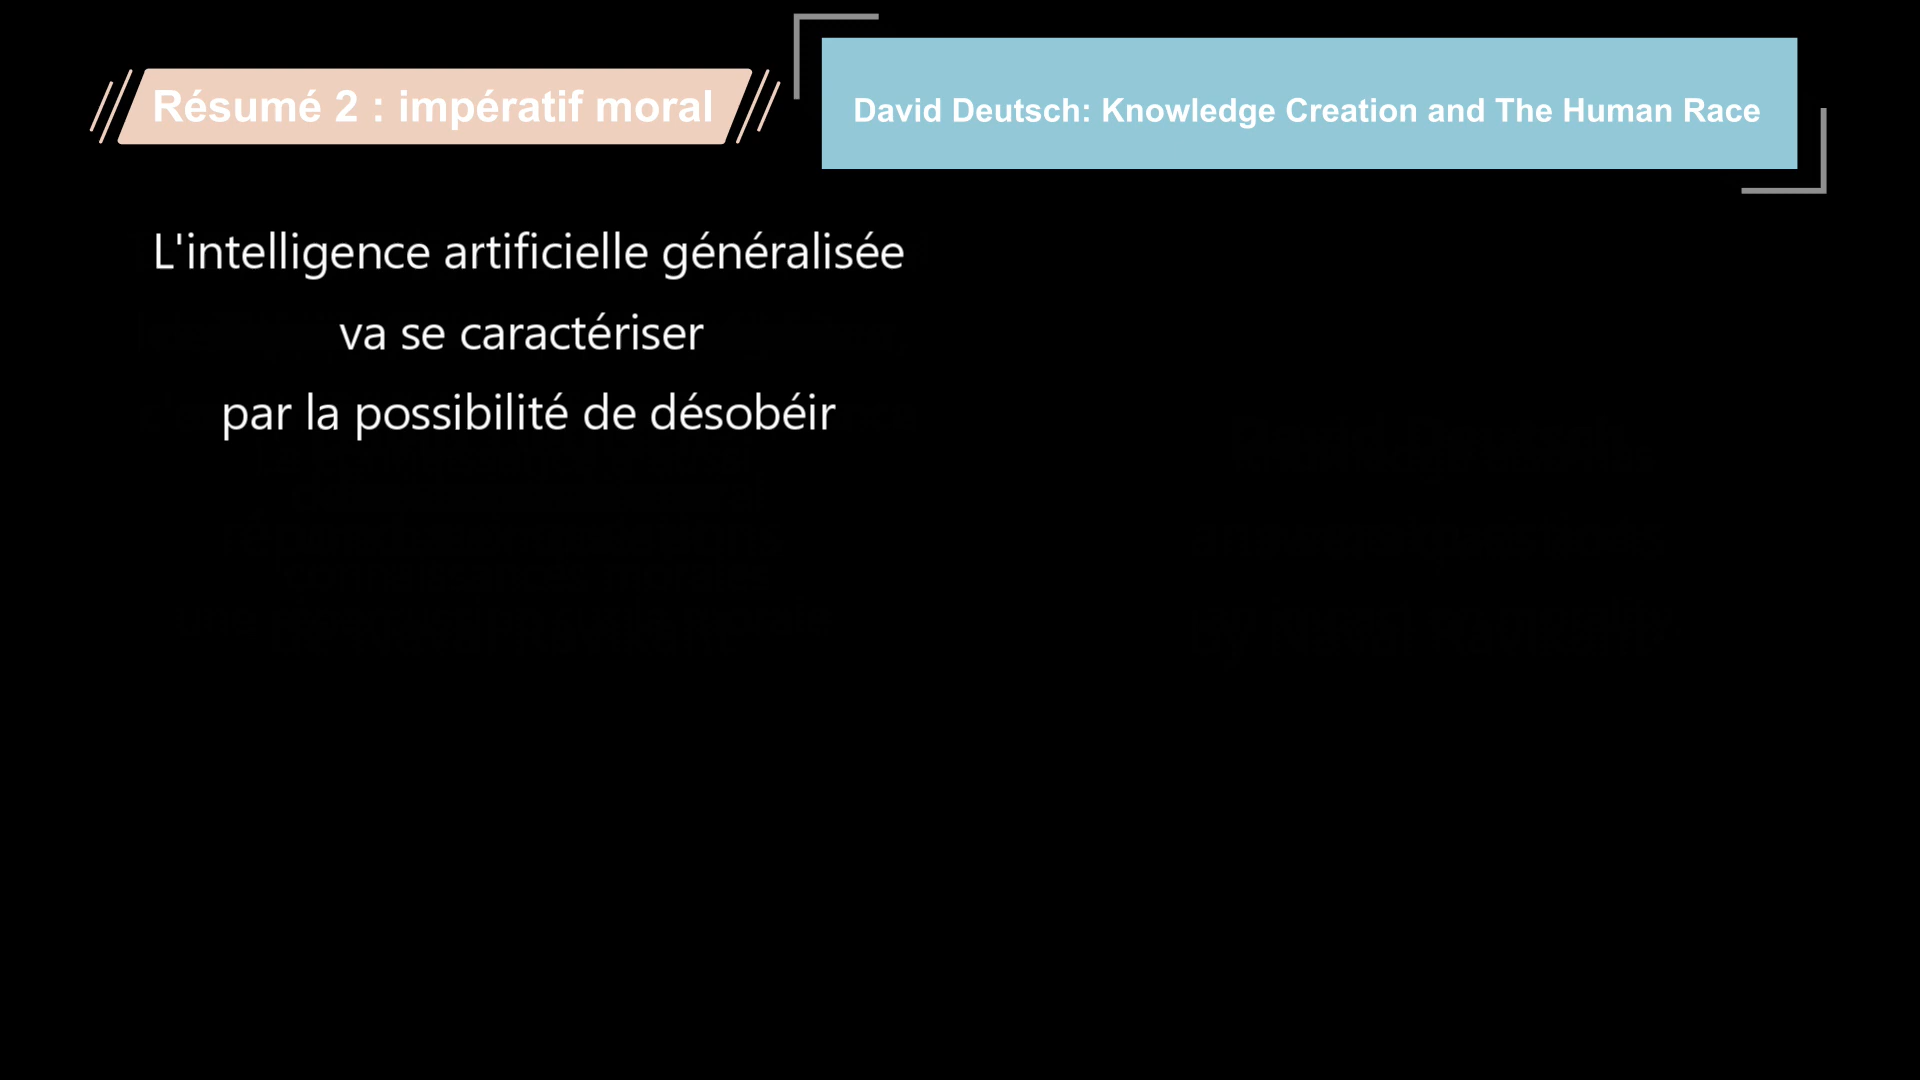 Résumé 2 : impératif moral
David Deutsch: Knowledge Creation and The Human Race
L'intelligence artificielle généralisée
va se caractériser
par la possibilité de désobéir